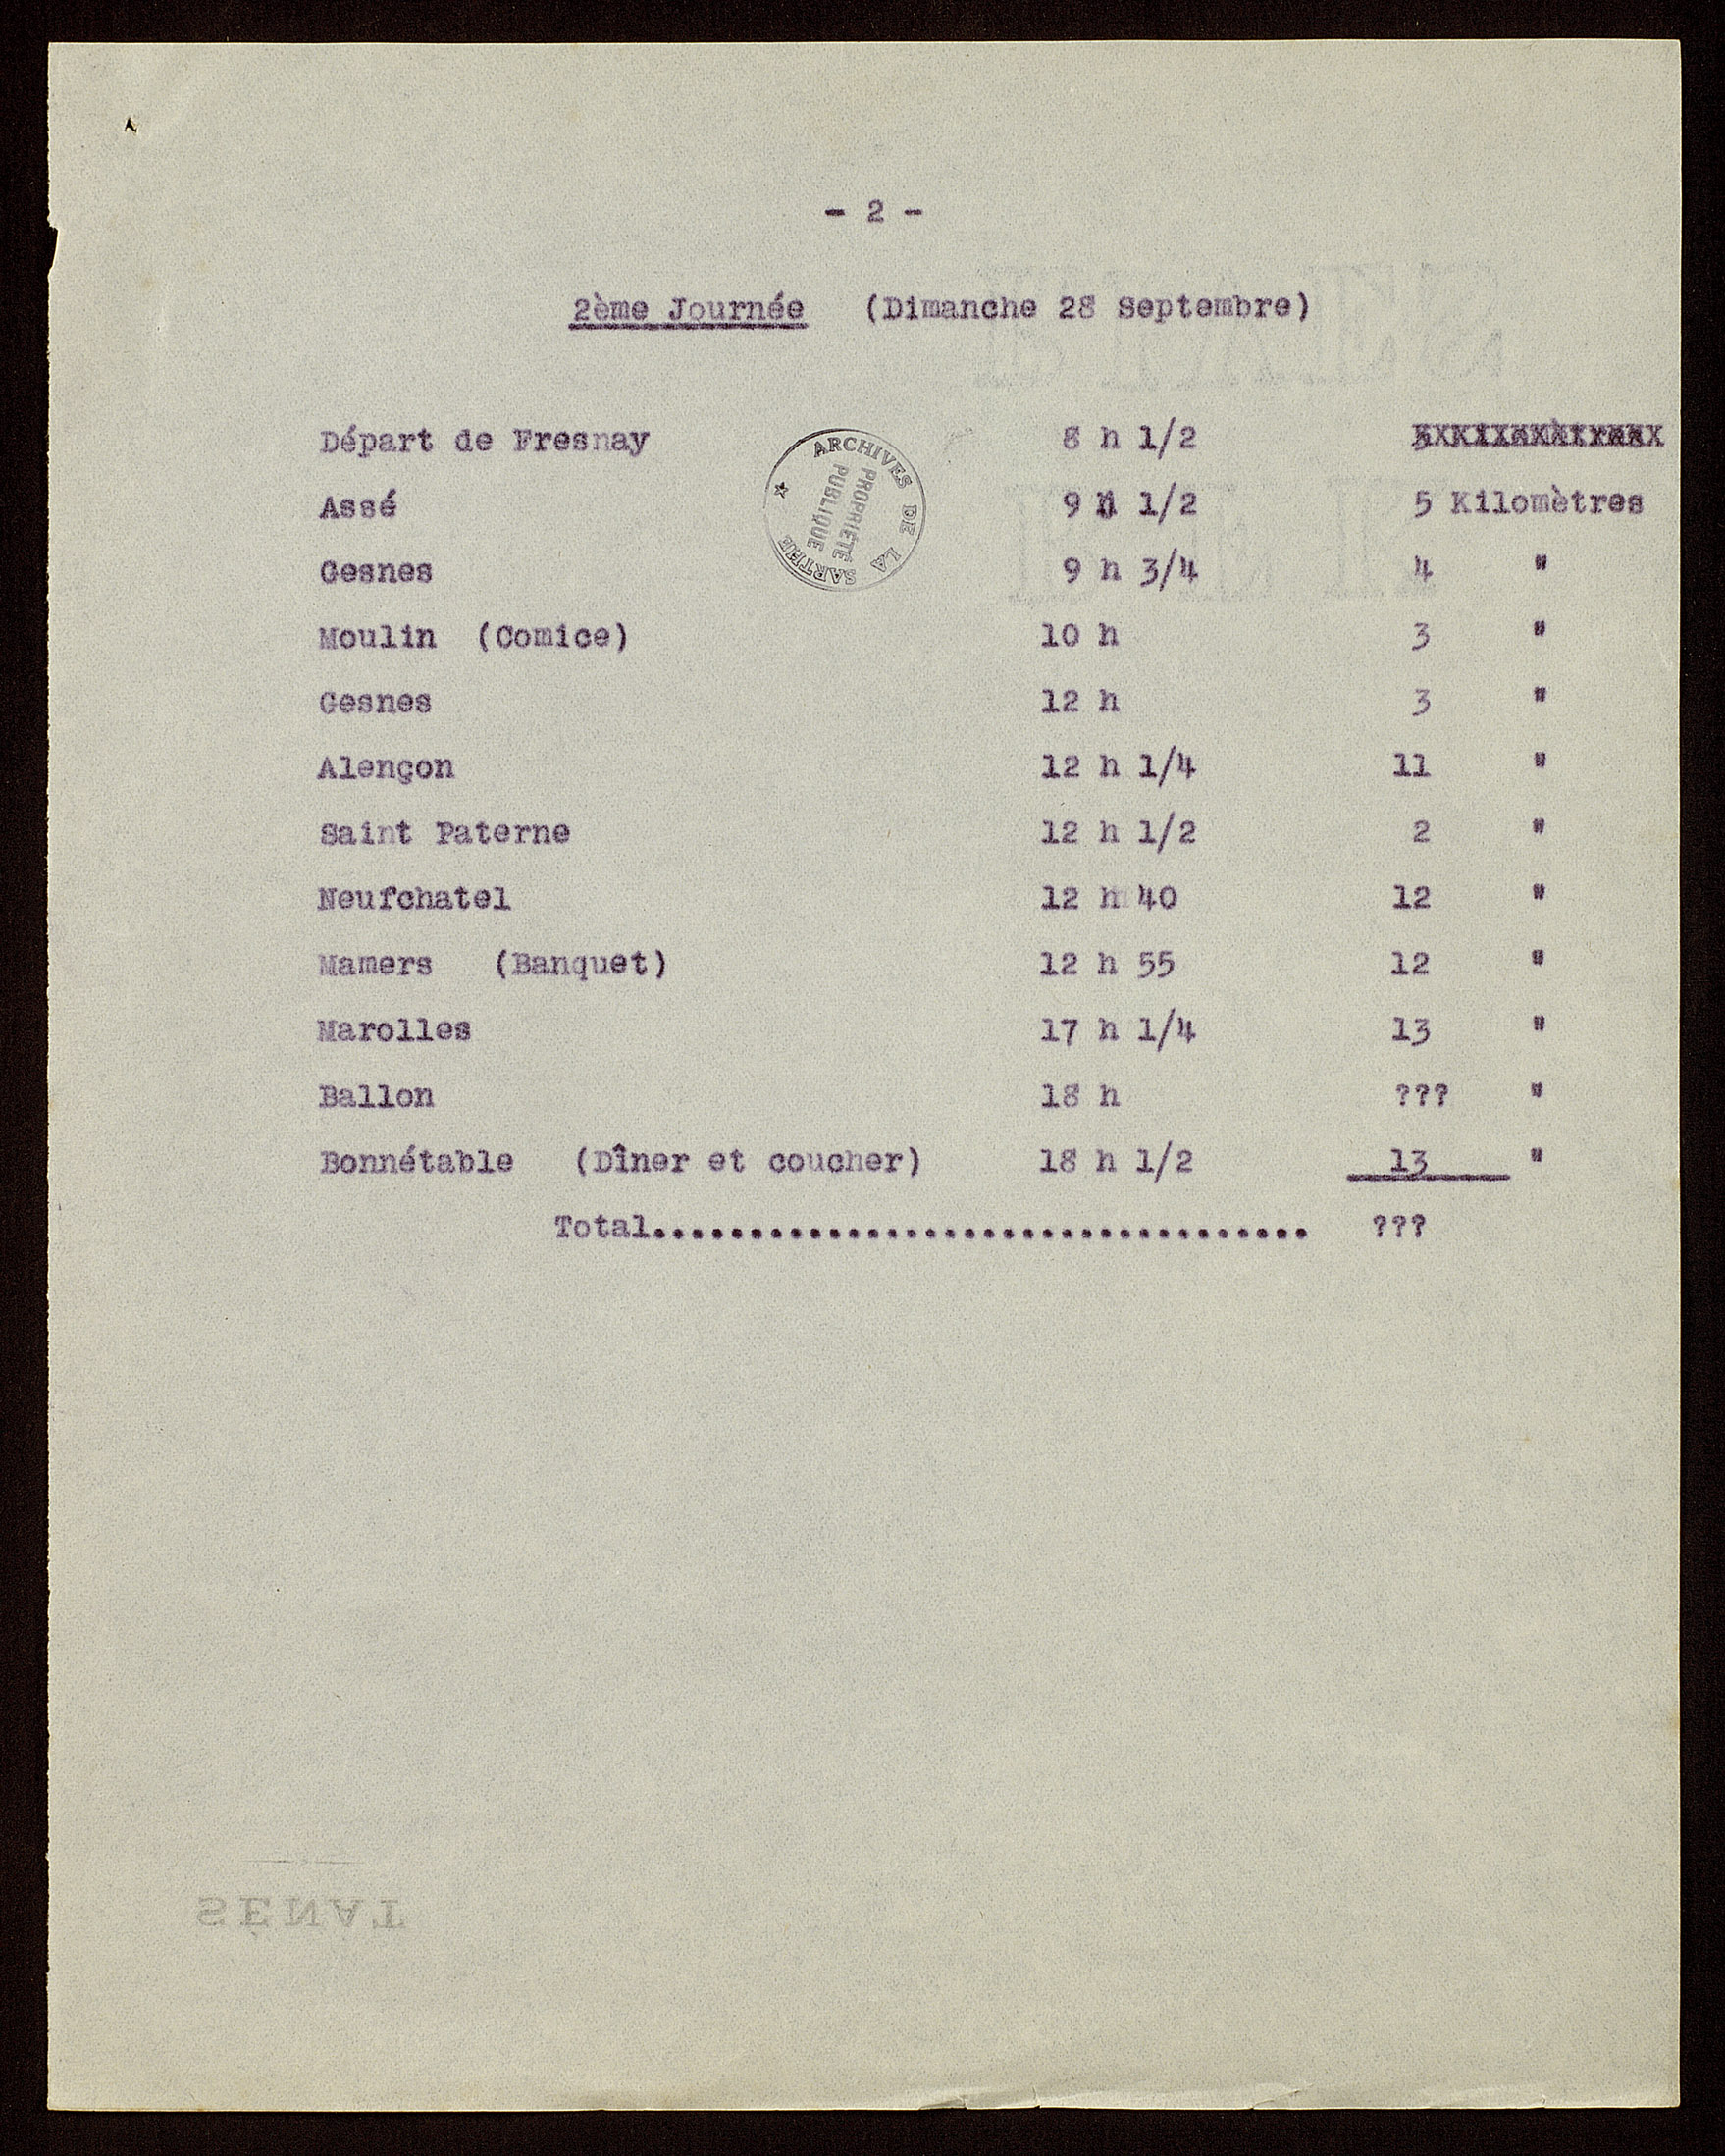 - 2 -
2ème Journée (Dimanche 28 Septembre)
Départ de Fresnay 8 h 1/2
ARCHIVES DE LA SARTHE
PROPRIÉTÉ
PUBLIQUE
Assé 9 h 1/2 5 Kilomètres
Gesnes 9 h 3/4 4 "
Moulin (Comice) 10 h 3 "
Gesnes 12 h 3 "
Alençon 12 h 1/4 11 "
Saint Paterne 12 h 1/2 2 "
Neufchatel 12 h 40 12 "
Mamers (Banquet) 12 h 55 12 "
Marolles 17 h 1/4 13 "
Ballon 18 h ??? "
Bonnétable (Dîner et coucher) 18 h 1/2 13 "
Total.................................. ???
SÉNAT